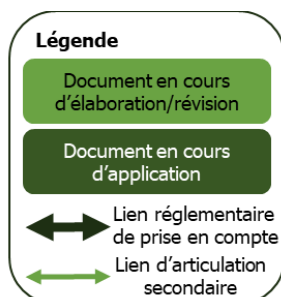 Légende
Document en cours
d’élaboration/révision
Document en cours
d’application
Lien réglementaire
de prise en compte
Lien d’articulation
secondaire